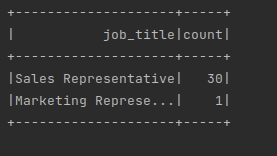 +--------------------+-----+
|           job_title|count|
+--------------------+-----+
|Sales Representative|   30|
|Marketing Represe...|    1|
+--------------------+-----+